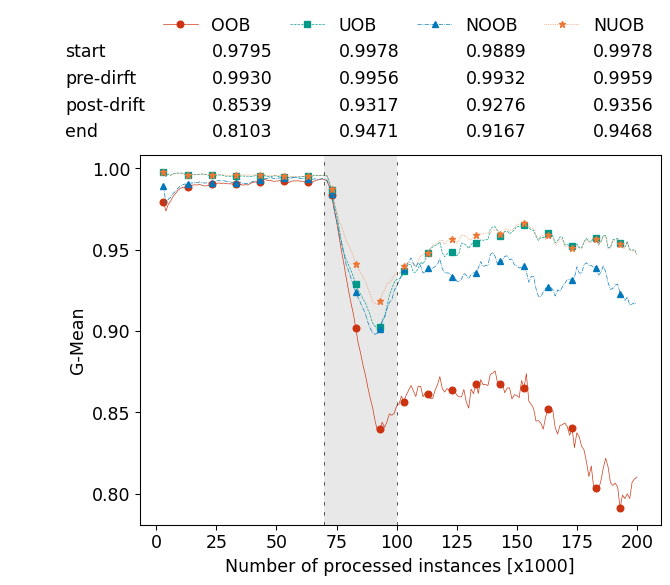 OOB UOB NOOB NUOB
start 0.9795 0.9978 0.9889 0.9978
pre-dirft 0.9930 0.9956 0.9932 0.9959
post-drift 0.8539 0.9317 0.9276 0.9356
end 0.8103 0.9471 0.9167 0.9468
1.00
0.95
0.90
0.85
0.80
G-Mean
0 25 50 75 100 125 150 175 200
Number of processed instances [x1000]